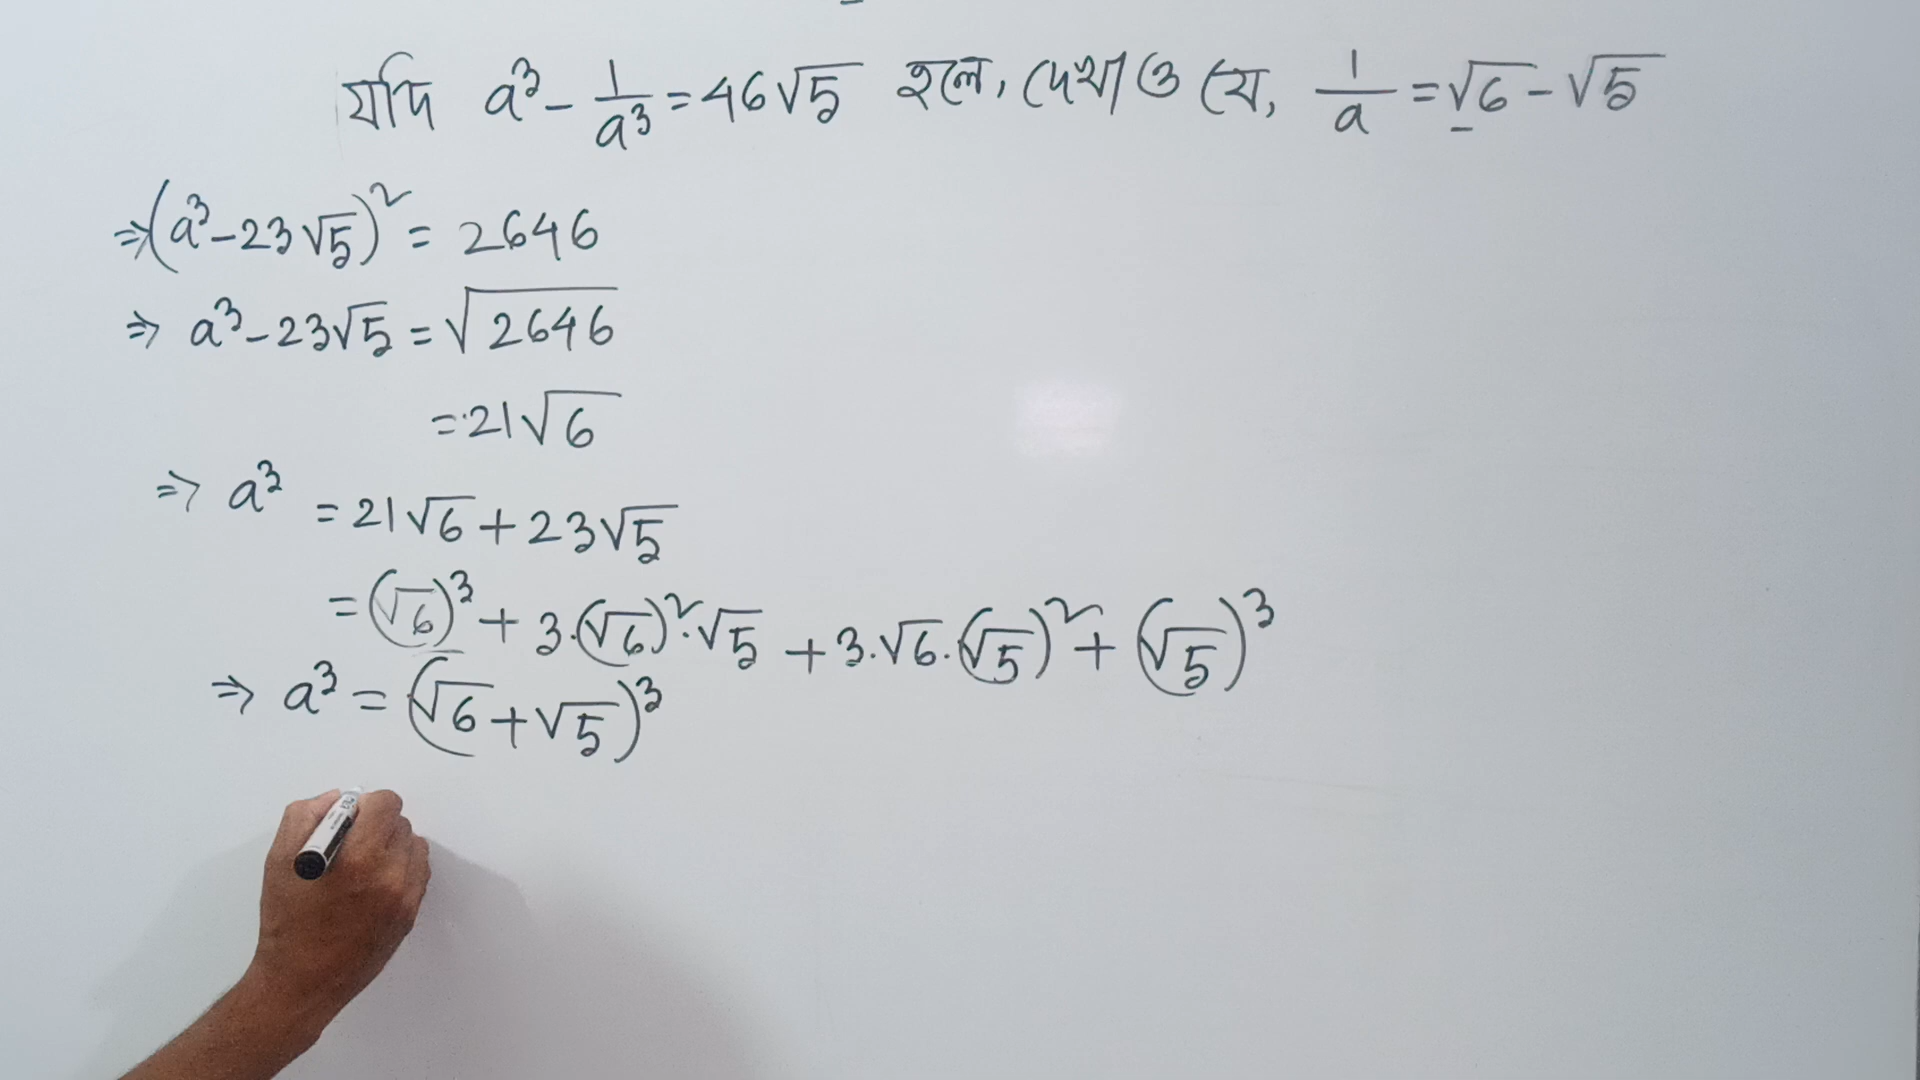 যদি a³ - 1/a³ = 46√5 হলে, দেখাও যে, 1/a = √6 - √5
⇒ (a³ - 23√5)² = 2646
⇒ a³ - 23√5 = √2646
= 21√6
⇒ a³ = 21√6 + 23√5
= (√6)³ + 3.(√6)².√5 + 3.√6.(√5)² + (√5)³
⇒ a³ = (√6 + √5)³